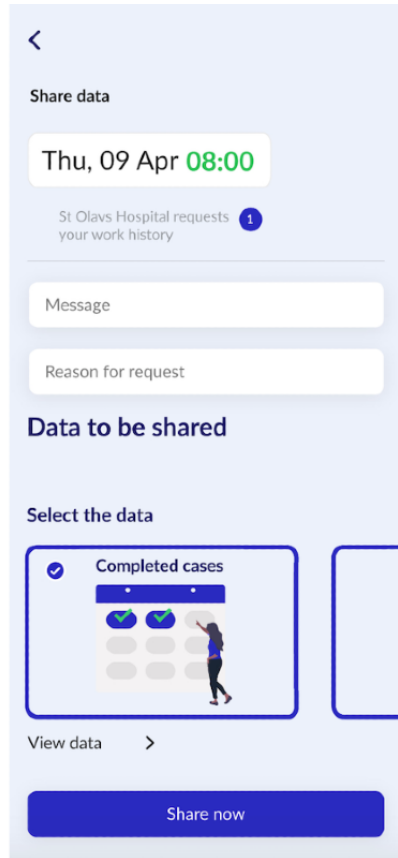 Share data
Thu, 09 Apr 08:00
St Olavs Hospital requests 1
your work history
Message
Reason for request
Data to be shared
Select the data
Completed cases
View data
Share now